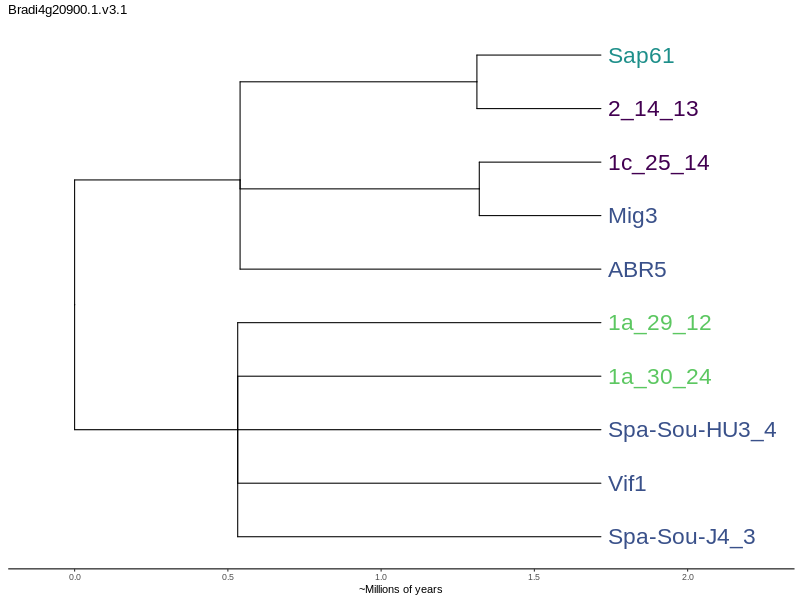 Bradi4g20900.1.v3.1
Sap61
2_14_13
1c_25_14
Mig3
ABR5
1a_29_12
1a_30_24
Spa-Sou-HU3_4
Vif1
Spa-Sou-J4_3
0.0 0.5 1.0 1.5 2.0
~Millions of years